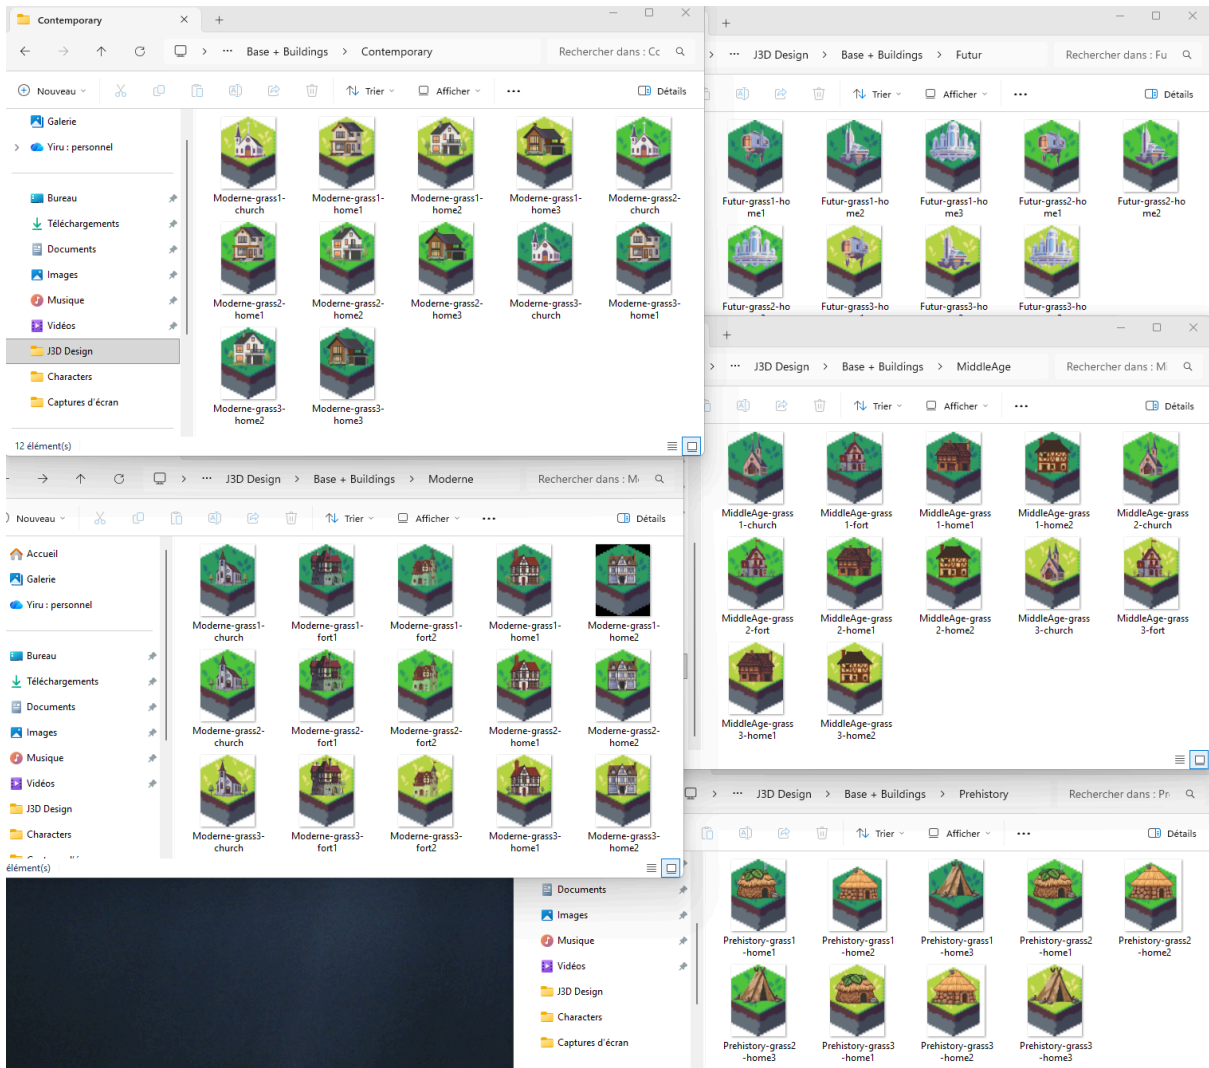 Contemporary
Base + Buildings > Contemporary
Rechercher dans : Cc
Nouveau
Trier
Afficher
Détails
Galerie
Yiru : personnel
Bureau
Téléchargements
Documents
Images
Musique
Vidéos
J3D Design
Characters
Captures d'écran
Moderne-grass1-church
Moderne-grass1-home1
Moderne-grass1-home2
Moderne-grass1-home3
Moderne-grass2-church
Moderne-grass2-home1
Moderne-grass2-home2
Moderne-grass2-home3
Moderne-grass3-church
Moderne-grass3-home1
Moderne-grass3-home2
Moderne-grass3-home3
12 élément(s)
J3D Design > Base + Buildings > Futur
Rechercher dans : Fu
Trier
Afficher
Détails
Futur-grass1-home1
Futur-grass1-home2
Futur-grass1-home3
Futur-grass2-home1
Futur-grass2-home2
Futur-grass2-ho
Futur-grass3-ho
Futur-grass3-ho
Futur-grass3-ho
J3D Design > Base + Buildings > MiddleAge
Rechercher dans : Mi
Trier
Afficher
Détails
MiddleAge-grass1-church
MiddleAge-grass1-fort
MiddleAge-grass1-home1
MiddleAge-grass1-home2
MiddleAge-grass2-church
MiddleAge-grass2-fort
MiddleAge-grass2-home1
MiddleAge-grass2-home2
MiddleAge-grass3-church
MiddleAge-grass3-fort
MiddleAge-grass3-home1
MiddleAge-grass3-home2
J3D Design > Base + Buildings > Moderne
Rechercher dans : Mo
Nouveau
Trier
Afficher
Détails
Accueil
Galerie
Yiru : personnel
Bureau
Téléchargements
Documents
Images
Musique
Vidéos
J3D Design
Characters
élément(s)
Moderne-grass1-church
Moderne-grass1-fort1
Moderne-grass1-fort2
Moderne-grass1-home1
Moderne-grass1-home2
Moderne-grass2-church
Moderne-grass2-fort1
Moderne-grass2-fort2
Moderne-grass2-home1
Moderne-grass2-home2
Moderne-grass3-church
Moderne-grass3-fort1
Moderne-grass3-fort2
Moderne-grass3-home1
Moderne-grass3-home2
J3D Design > Base + Buildings > Prehistory
Rechercher dans : Pr
Trier
Afficher
Détails
Documents
Images
Musique
Vidéos
J3D Design
Characters
Captures d'écran
Prehistory-grass1-home1
Prehistory-grass1-home2
Prehistory-grass1-home3
Prehistory-grass2-home1
Prehistory-grass2-home2
Prehistory-grass2-home3
Prehistory-grass3-home1
Prehistory-grass3-home2
Prehistory-grass3-home3